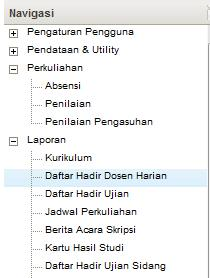 Navigasi
Pengaturan Pengguna
Pendataan & Utility
Perkuliahan
Absensi
Penilaian
Penilaian Pengasuhan
Laporan
Kurikulum
Daftar Hadir Dosen Harian
Daftar Hadir Ujian
Jadwal Perkuliahan
Berita Acara Skripsi
Kartu Hasil Studi
Daftar Hadir Ujian Sidang